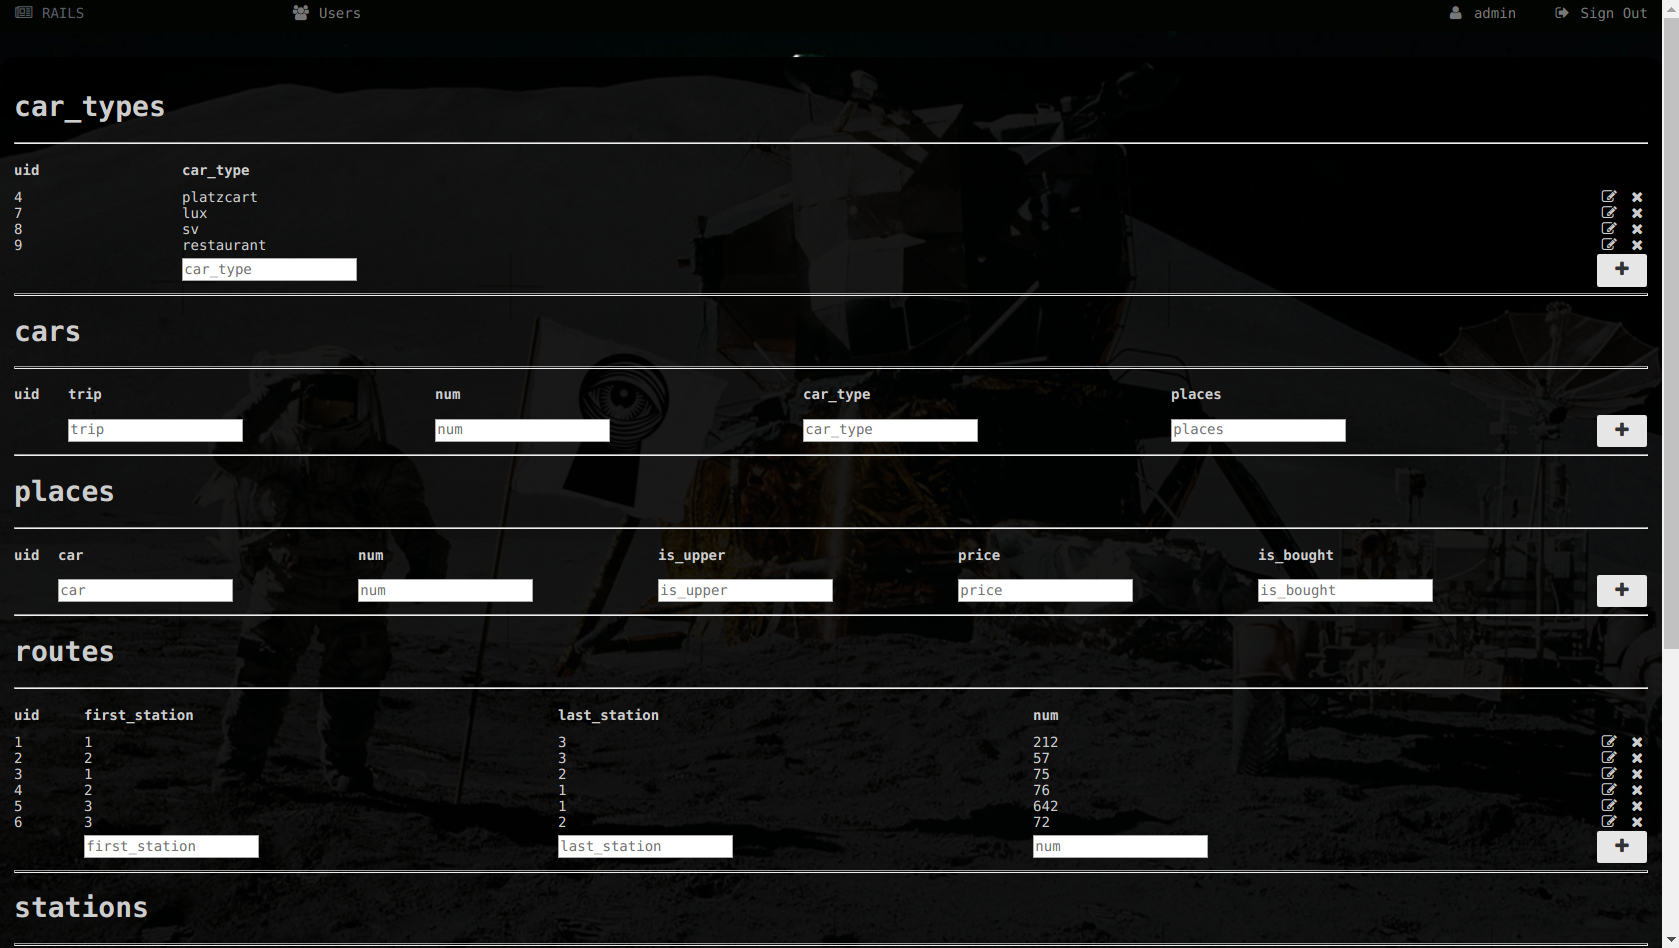 RAILS Users admin Sign Out
car_types
uid car_type
4 platzcart
7 lux
8 sv
9 restaurant
car_type
cars
uid trip num car_type places
trip num car_type places
places
uid car num is_upper price is_bought
car num is_upper price is_bought
routes
uid first_station last_station num
1 1 3 212
2 2 3 57
3 1 2 75
4 2 1 76
5 3 1 642
6 3 2 72
first_station last_station num
stations